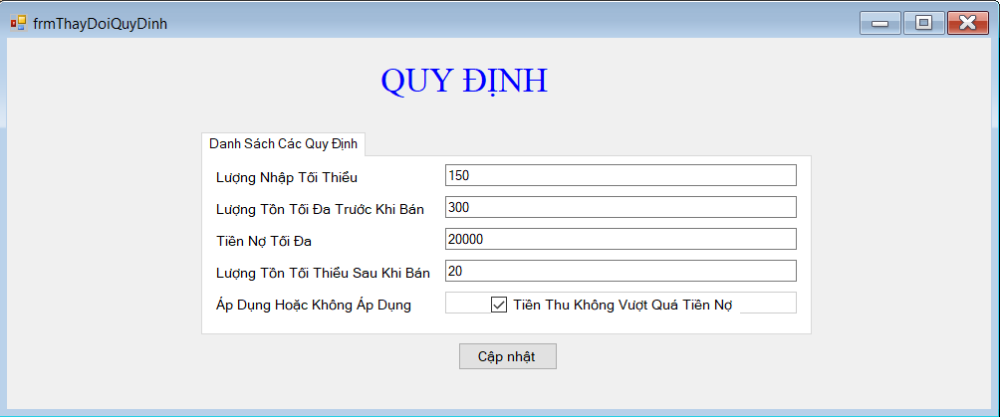 frmThayDoiQuyDinh
QUY ĐỊNH
Danh Sách Các Quy Định
Lượng Nhập Tối Thiểu 150
Lượng Tồn Tối Đa Trước Khi Bán 300
Tiền Nợ Tối Đa 20000
Lượng Tồn Tối Thiểu Sau Khi Bán 20
Áp Dụng Hoặc Không Áp Dụng Tiền Thu Không Vượt Quá Tiền Nợ
Cập nhật